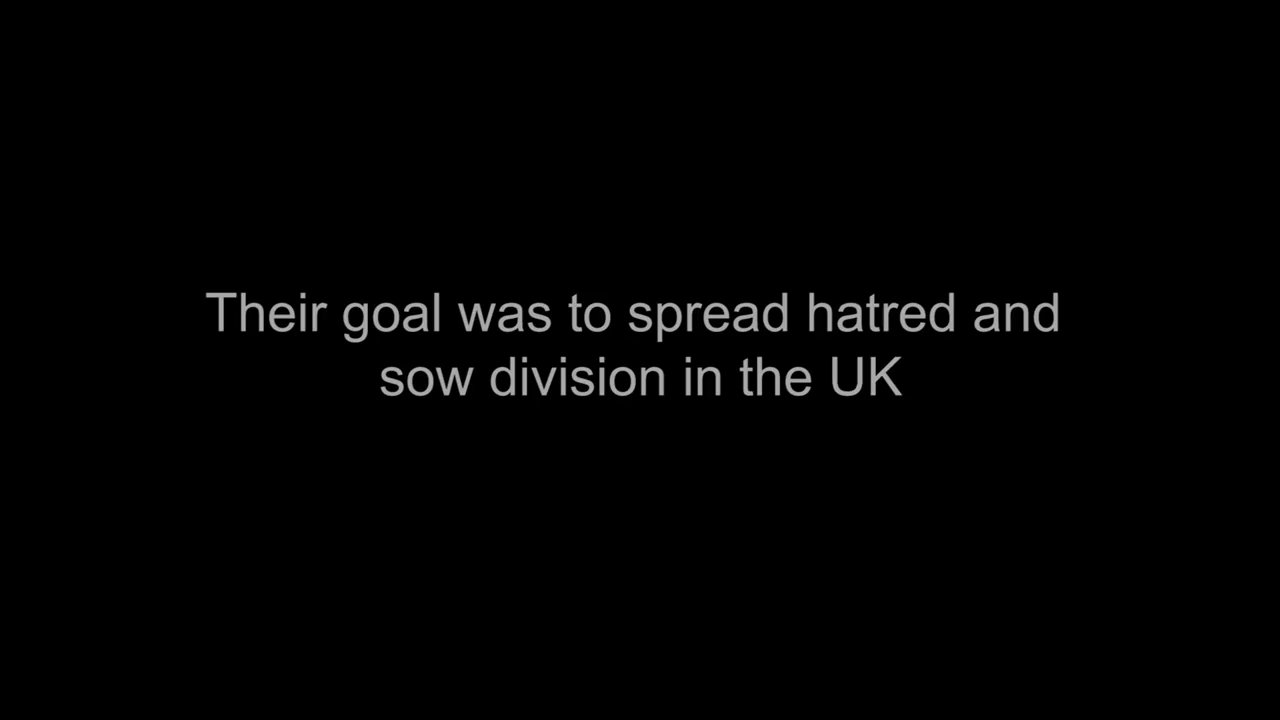 Their goal was to spread hatred and
sow division in the UK